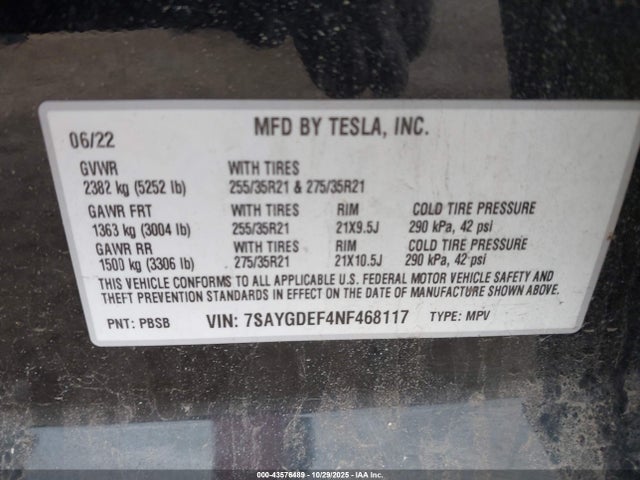 06/22 MFD BY TESLA, INC.
GVWR WITH TIRES
2382 kg (5252 lb) 255/35R21 & 275/35R21
GAWR FRT WITH TIRES RIM COLD TIRE PRESSURE
1363 kg (3004 lb) 255/35R21 21X9.5J 290 kPa, 42 psi
GAWR RR WITH TIRES RIM COLD TIRE PRESSURE
1500 kg (3306 lb) 275/35R21 21X10.5J 290 kPa, 42 psi
THIS VEHICLE CONFORMS TO ALL APPLICABLE U.S. FEDERAL MOTOR VEHICLE SAFETY AND
THEFT PREVENTION STANDARDS IN EFFECT ON THE DATE OF MANUFACTURE SHOWN ABOVE.
PNT: PBSB VIN: 7SAYGDEF4NF468117 TYPE: MPV
000-43576489 - 10/29/2025 - IAA Inc.